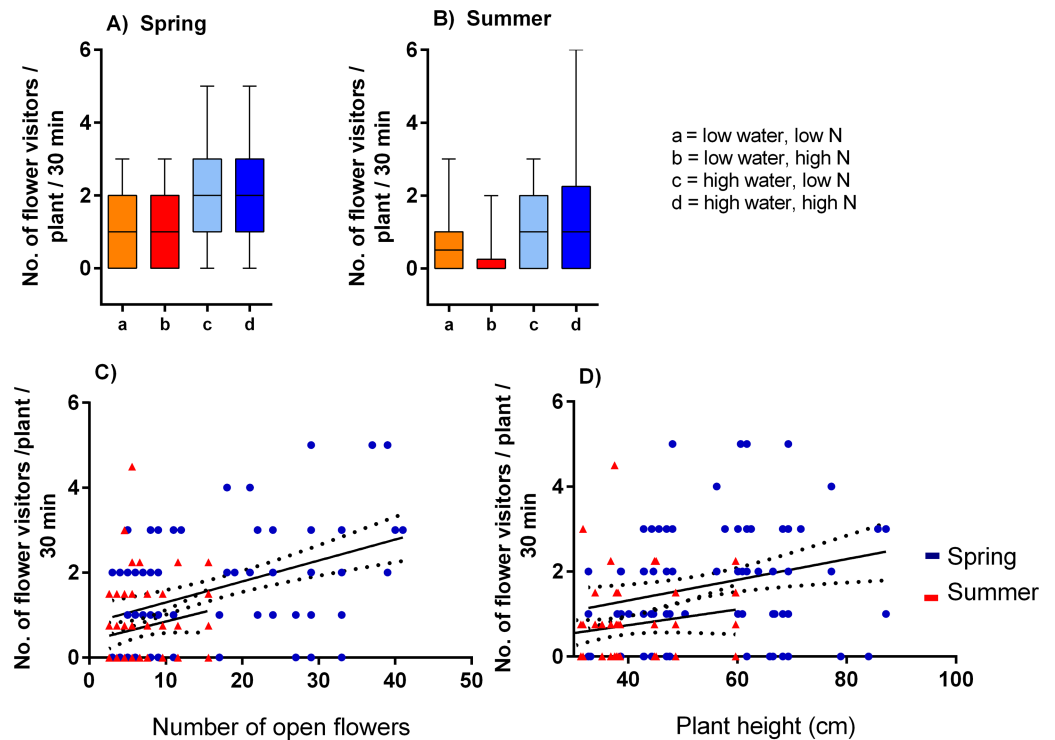 A) Spring
No. of flower visitors /
plant / 30 min
6
4
2
0
a b c d
B) Summer
No. of flower visitors /
plant / 30 min
6
4
2
0
a b c d
a = low water, low N
b = low water, high N
c = high water, low N
d = high water, high N
C)
No. of flower visitors /plant /
30 min
6
4
2
0
0 10 20 30 40 50
Number of open flowers
D)
No. of flower visitors / plant /
30 min
6
4
2
0
40 60 80 100
Plant height (cm)
Spring
Summer